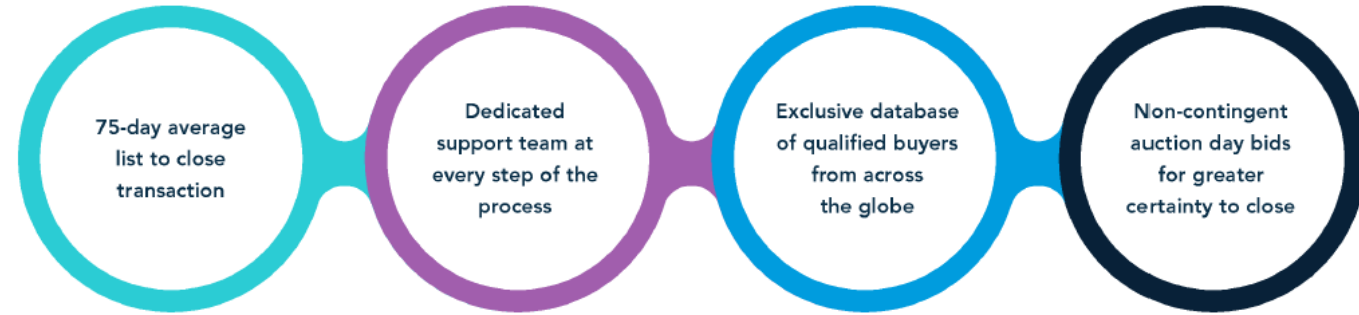 75-day average
list to close
transaction
Dedicated
support team at
every step of the
process
Exclusive database
of qualified buyers
from across
the globe
Non-contingent
auction day bids
for greater
certainty to close